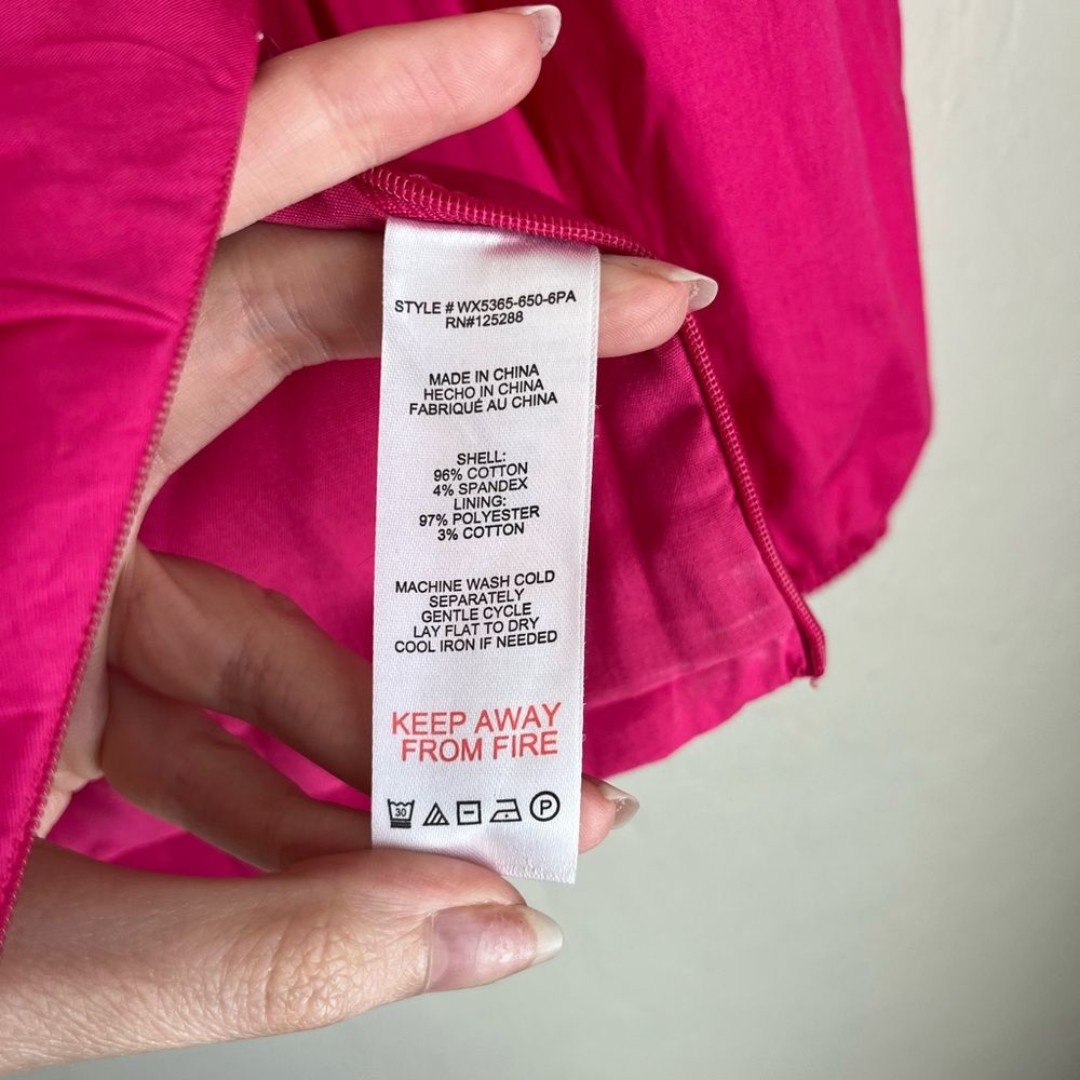 STYLE # WX5365-650-6PA
RN#125288
MADE IN CHINA
HECHO IN CHINA
FABRIQUÉ AU CHINA
SHELL:
96% COTTON
4% SPANDEX
LINING:
97% POLYESTER
3% COTTON
MACHINE WASH COLD
SEPARATELY
GENTLE CYCLE
LAY FLAT TO DRY
COOL IRON IF NEEDED
KEEP AWAY
FROM FIRE
30 P